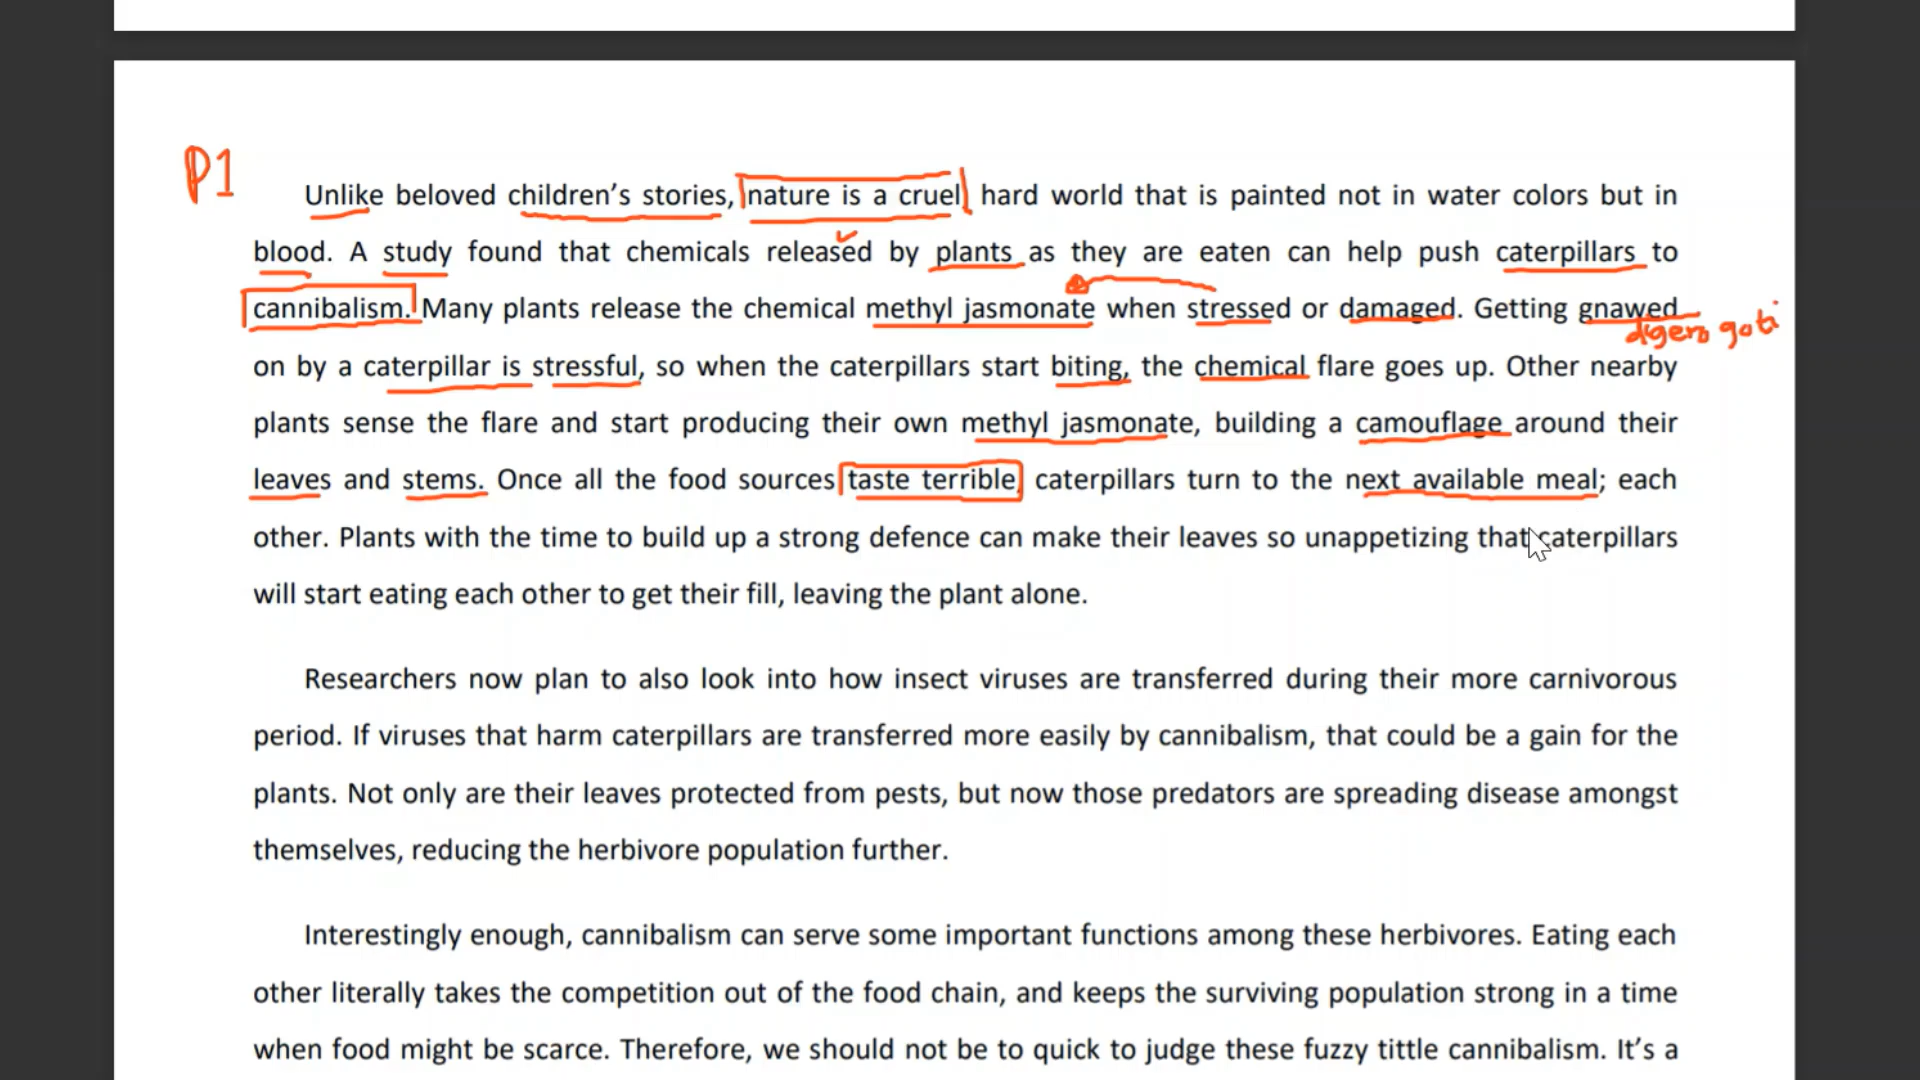 P1
Unlike beloved children's stories, nature is a cruel hard world that is painted not in water colors but in
blood. A study found that chemicals released by plants as they are eaten can help push caterpillars to
cannibalism. Many plants release the chemical methyl jasmonate when stressed or damaged. Getting gnawed
on by a caterpillar is stressful, so when the caterpillars start biting, the chemical flare goes up. Other nearby
plants sense the flare and start producing their own methyl jasmonate, building a camouflage around their
leaves and stems. Once all the food sources taste terrible, caterpillars turn to the next available meal; each
other. Plants with the time to build up a strong defence can make their leaves so unappetizing that caterpillars
will start eating each other to get their fill, leaving the plant alone.
Researchers now plan to also look into how insect viruses are transferred during their more carnivorous
period. If viruses that harm caterpillars are transferred more easily by cannibalism, that could be a gain for the
plants. Not only are their leaves protected from pests, but now those predators are spreading disease amongst
themselves, reducing the herbivore population further.
Interestingly enough, cannibalism can serve some important functions among these herbivores. Eating each
other literally takes the competition out of the food chain, and keeps the surviving population strong in a time
when food might be scarce. Therefore, we should not be to quick to judge these fuzzy tittle cannibalism. It's a